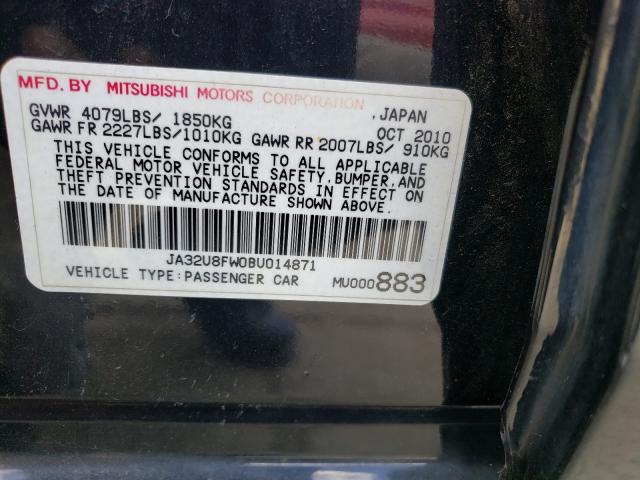 MFD. BY MITSUBISHI MOTORS CORPORATION , JAPAN
GVWR 4079LBS/ 1850KG OCT 2010
GAWR FR 2227LBS/1010KG GAWR RR 2007LBS/ 910KG
THIS VEHICLE CONFORMS TO ALL APPLICABLE
FEDERAL MOTOR VEHICLE SAFETY,BUMPER,AND
THEFT PREVENTION STANDARDS IN EFFECT ON
THE DATE OF MANUFACTURE SHOWN ABOVE.
JA32U8FW0BU014871
VEHICLE TYPE:PASSENGER CAR MU000883